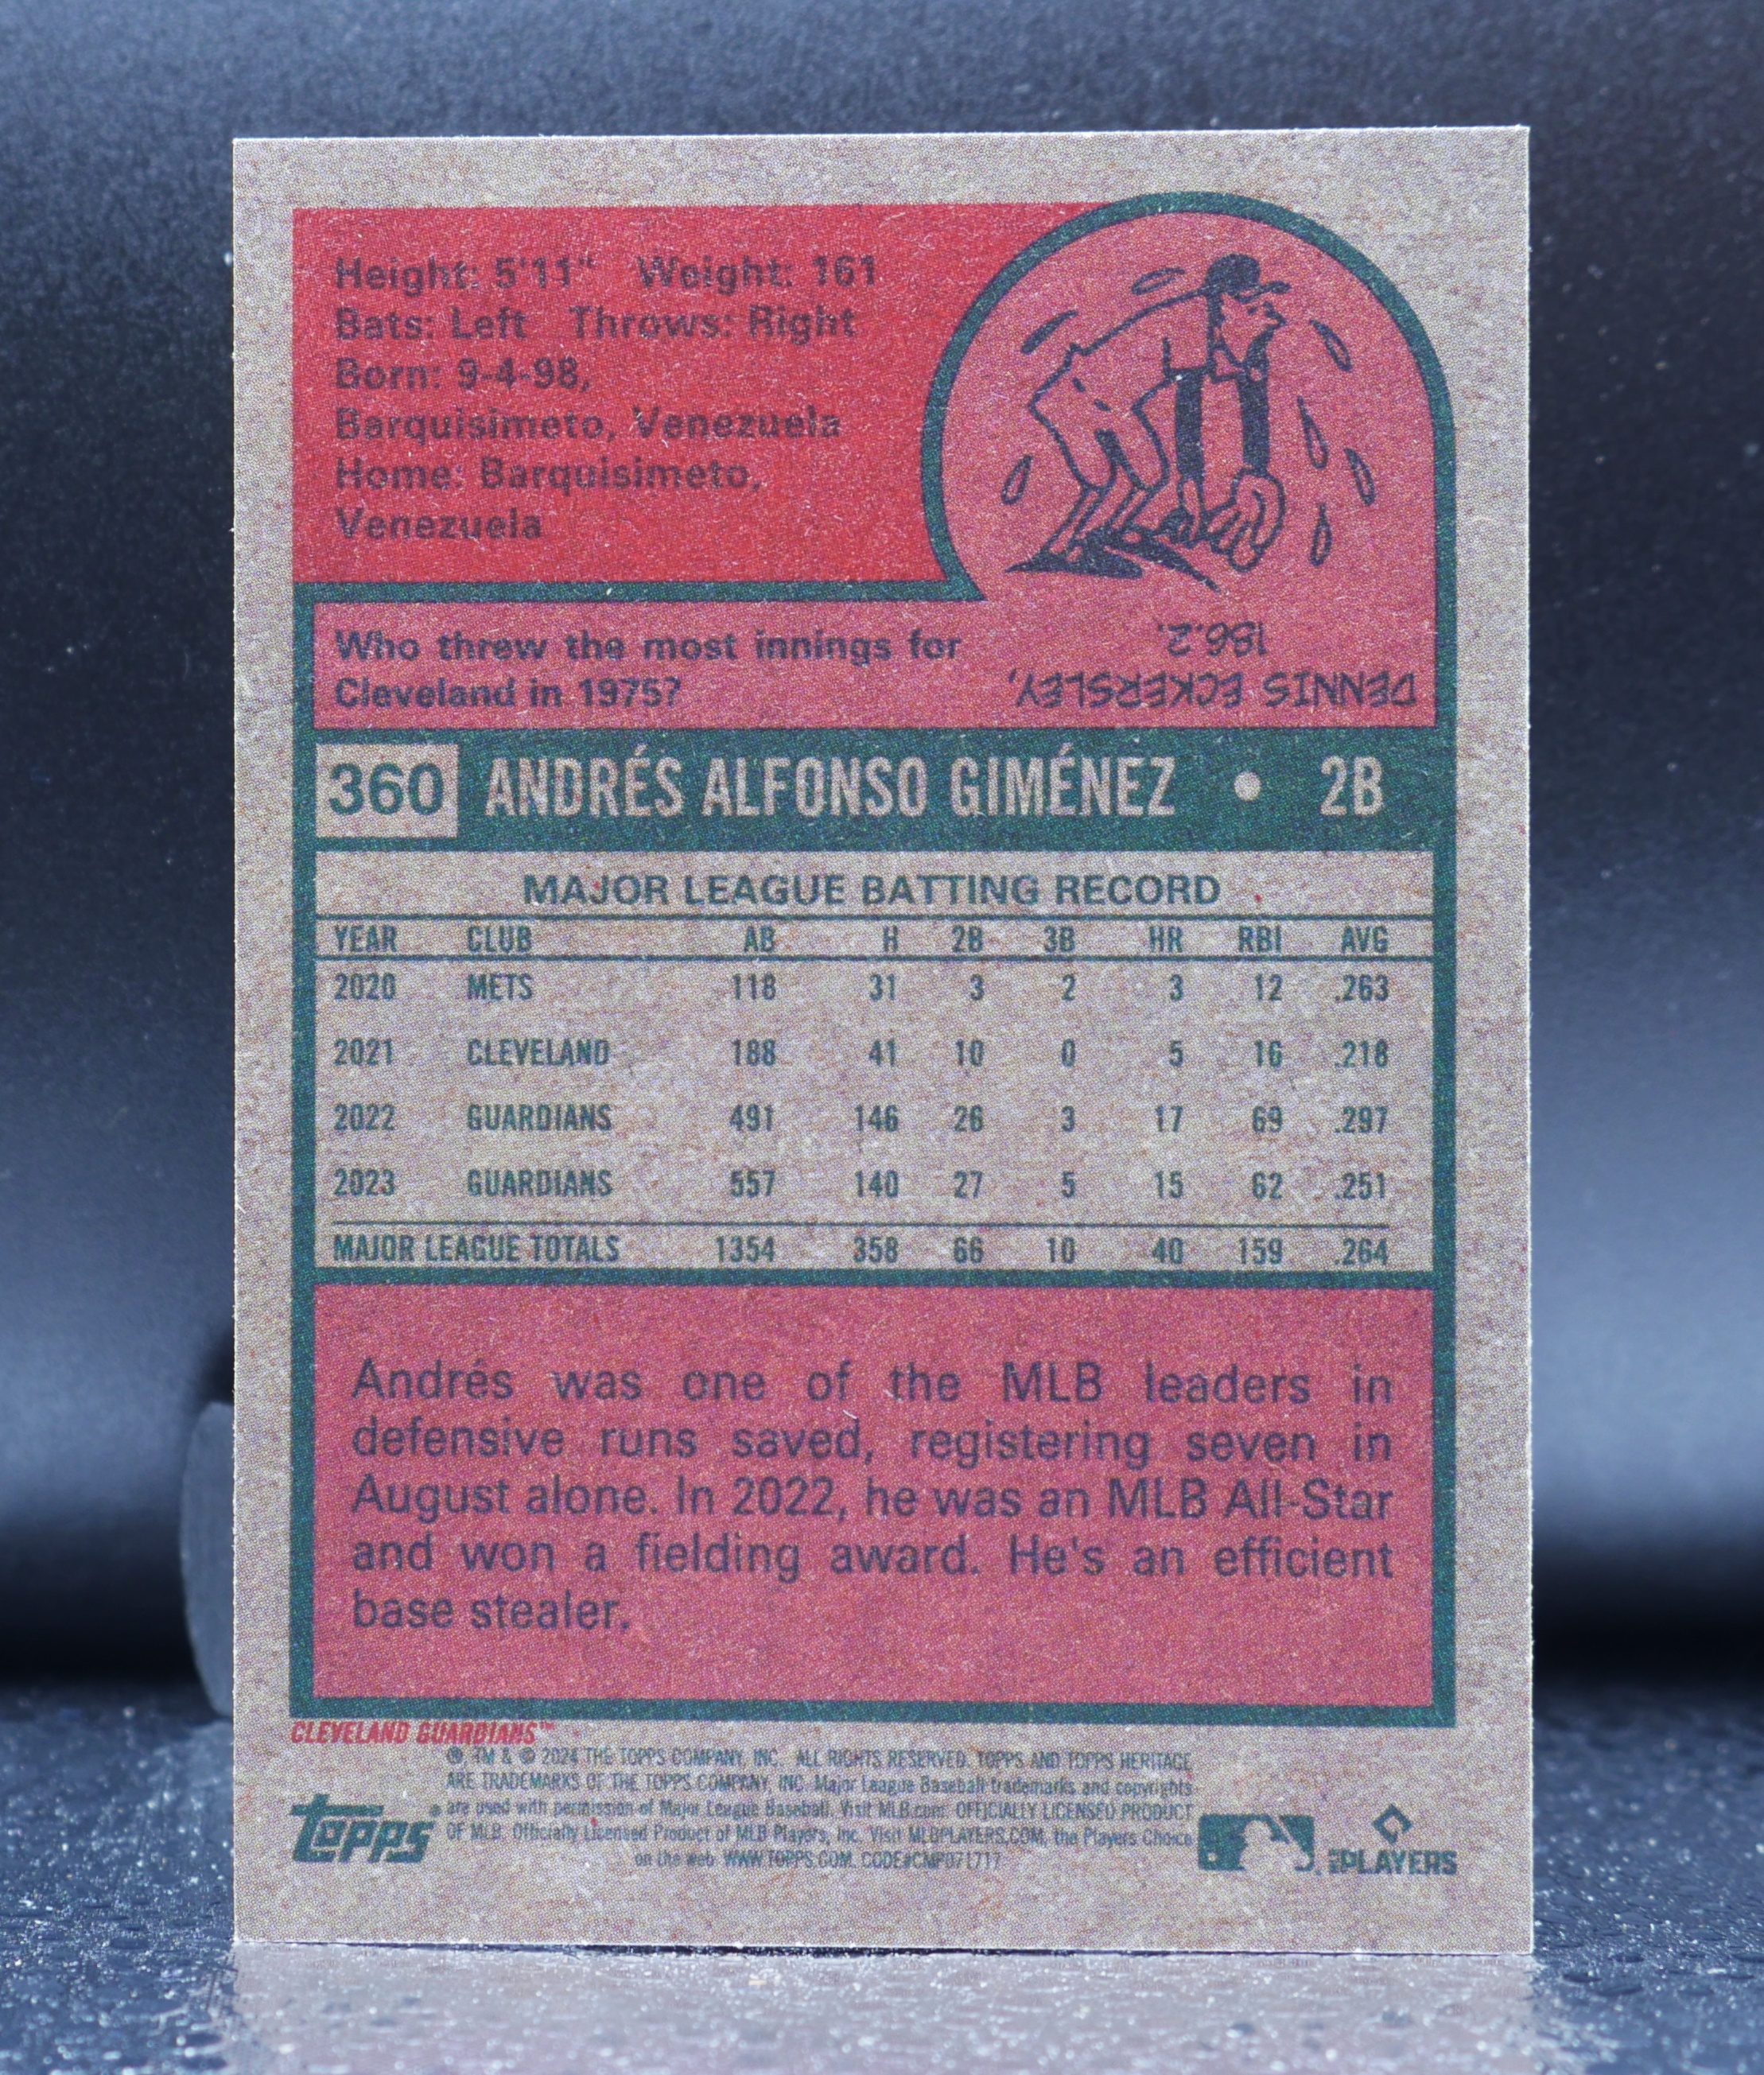 Height: 5'11" Weight: 161
Bats: Left Throws: Right
Born: 9-4-98,
Barquisimeto, Venezuela
Home: Barquisimeto,
Venezuela
Who threw the most innings for
Cleveland in 1975?
DENNIS ECKERSLEY,
186.2.
360 ANDRÉS ALFONSO GIMÉNEZ • 2B
MAJOR LEAGUE BATTING RECORD
YEAR CLUB AB H 2B 3B HR RBI AVG
2020 METS 118 31 3 2 3 12 .263
2021 CLEVELAND 188 41 10 0 5 16 .218
2022 GUARDIANS 491 146 26 3 17 69 .297
2023 GUARDIANS 557 140 27 5 15 62 .251
MAJOR LEAGUE TOTALS 1354 358 66 10 40 159 .264
Andrés was one of the MLB leaders in
defensive runs saved, registering seven in
August alone. In 2022, he was an MLB All-Star
and won a fielding award. He's an efficient
base stealer.
CLEVELAND GUARDIANS™
®, TM & © 2024 THE TOPPS COMPANY, INC. ALL RIGHTS RESERVED. TOPPS AND TOPPS HERITAGE
ARE TRADEMARKS OF THE TOPPS COMPANY, INC. Major League Baseball trademarks and copyrights
are used with permission of Major League Baseball. Visit MLB.com. OFFICIALLY LICENSED PRODUCT
OF MLB. Officially Licensed Product of MLB Players, Inc. Visit MLBPLAYERS.COM, the Players Choice
on the web. WWW.TOPPS.COM. CODE#CMP071717
topps®
MLB PLAYERS